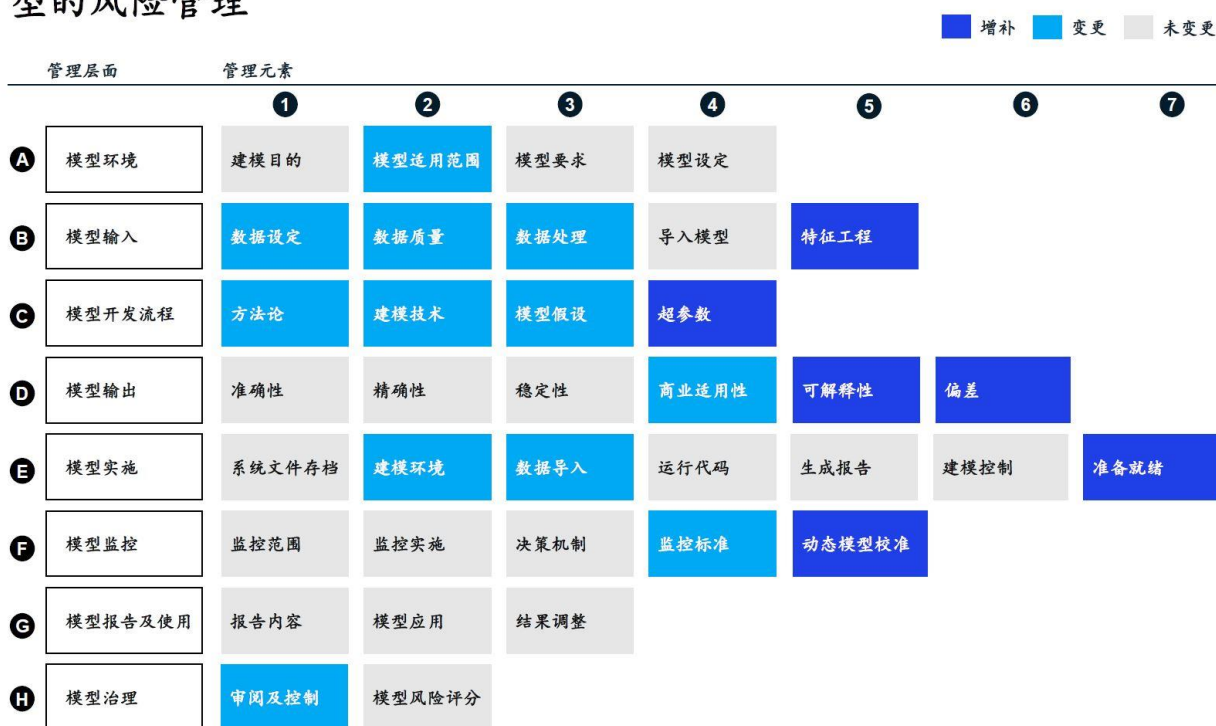 型的风险管理
增补 变更 未变更
管理层面 管理元素
1 2 3 4 5 6 7
A 模型环境 建模目的 模型适用范围 模型要求 模型设定
B 模型输入 数据设定 数据质量 数据处理 导入模型 特征工程
C 模型开发流程 方法论 建模技术 模型假设 超参数
D 模型输出 准确性 精确性 稳定性 商业适用性 可解释性 偏差
E 模型实施 系统文件存档 建模环境 数据导入 运行代码 生成报告 建模控制 准备就绪
F 模型监控 监控范围 监控实施 决策机制 监控标准 动态模型校准
G 模型报告及使用 报告内容 模型应用 结果调整
H 模型治理 审阅及控制 模型风险评分